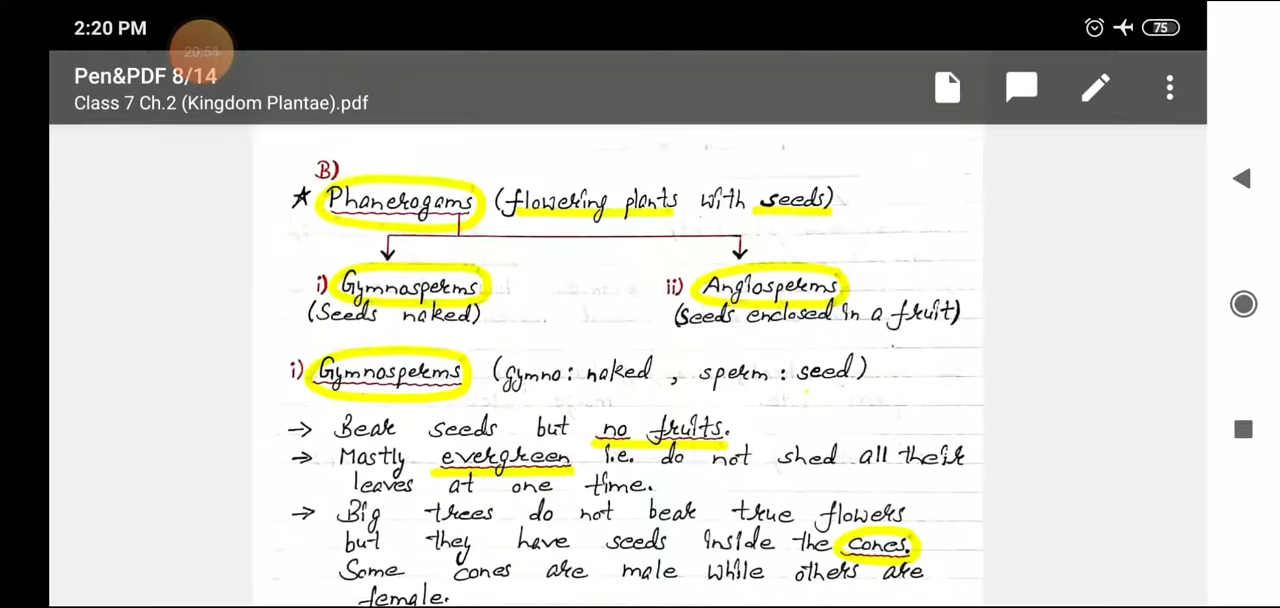 2:20 PM
75
20:54
Pen&PDF 8/14
Class 7 Ch.2 (Kingdom Plantae).pdf
B)
★ Phanerogams (flowering plants with seeds)
i) Gymnosperms ii) Angiosperms
(Seeds naked) (Seeds enclosed in a fruit)
i) Gymnosperms (gymno: naked, sperm: seed)
→ Bear seeds but no fruits.
→ Mostly evergreen i.e. do not shed all their
leaves at one time.
→ Big trees do not bear true flowers
but they have seeds inside the cones.
Some cones are male while others are
female.